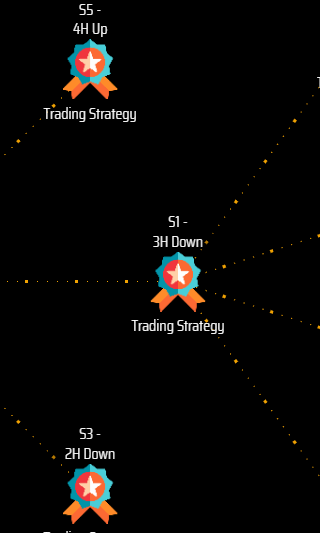 S5 -
4H Up
Trading Strategy
S1 -
3H Down
Trading Strategy
S3 -
2H Down